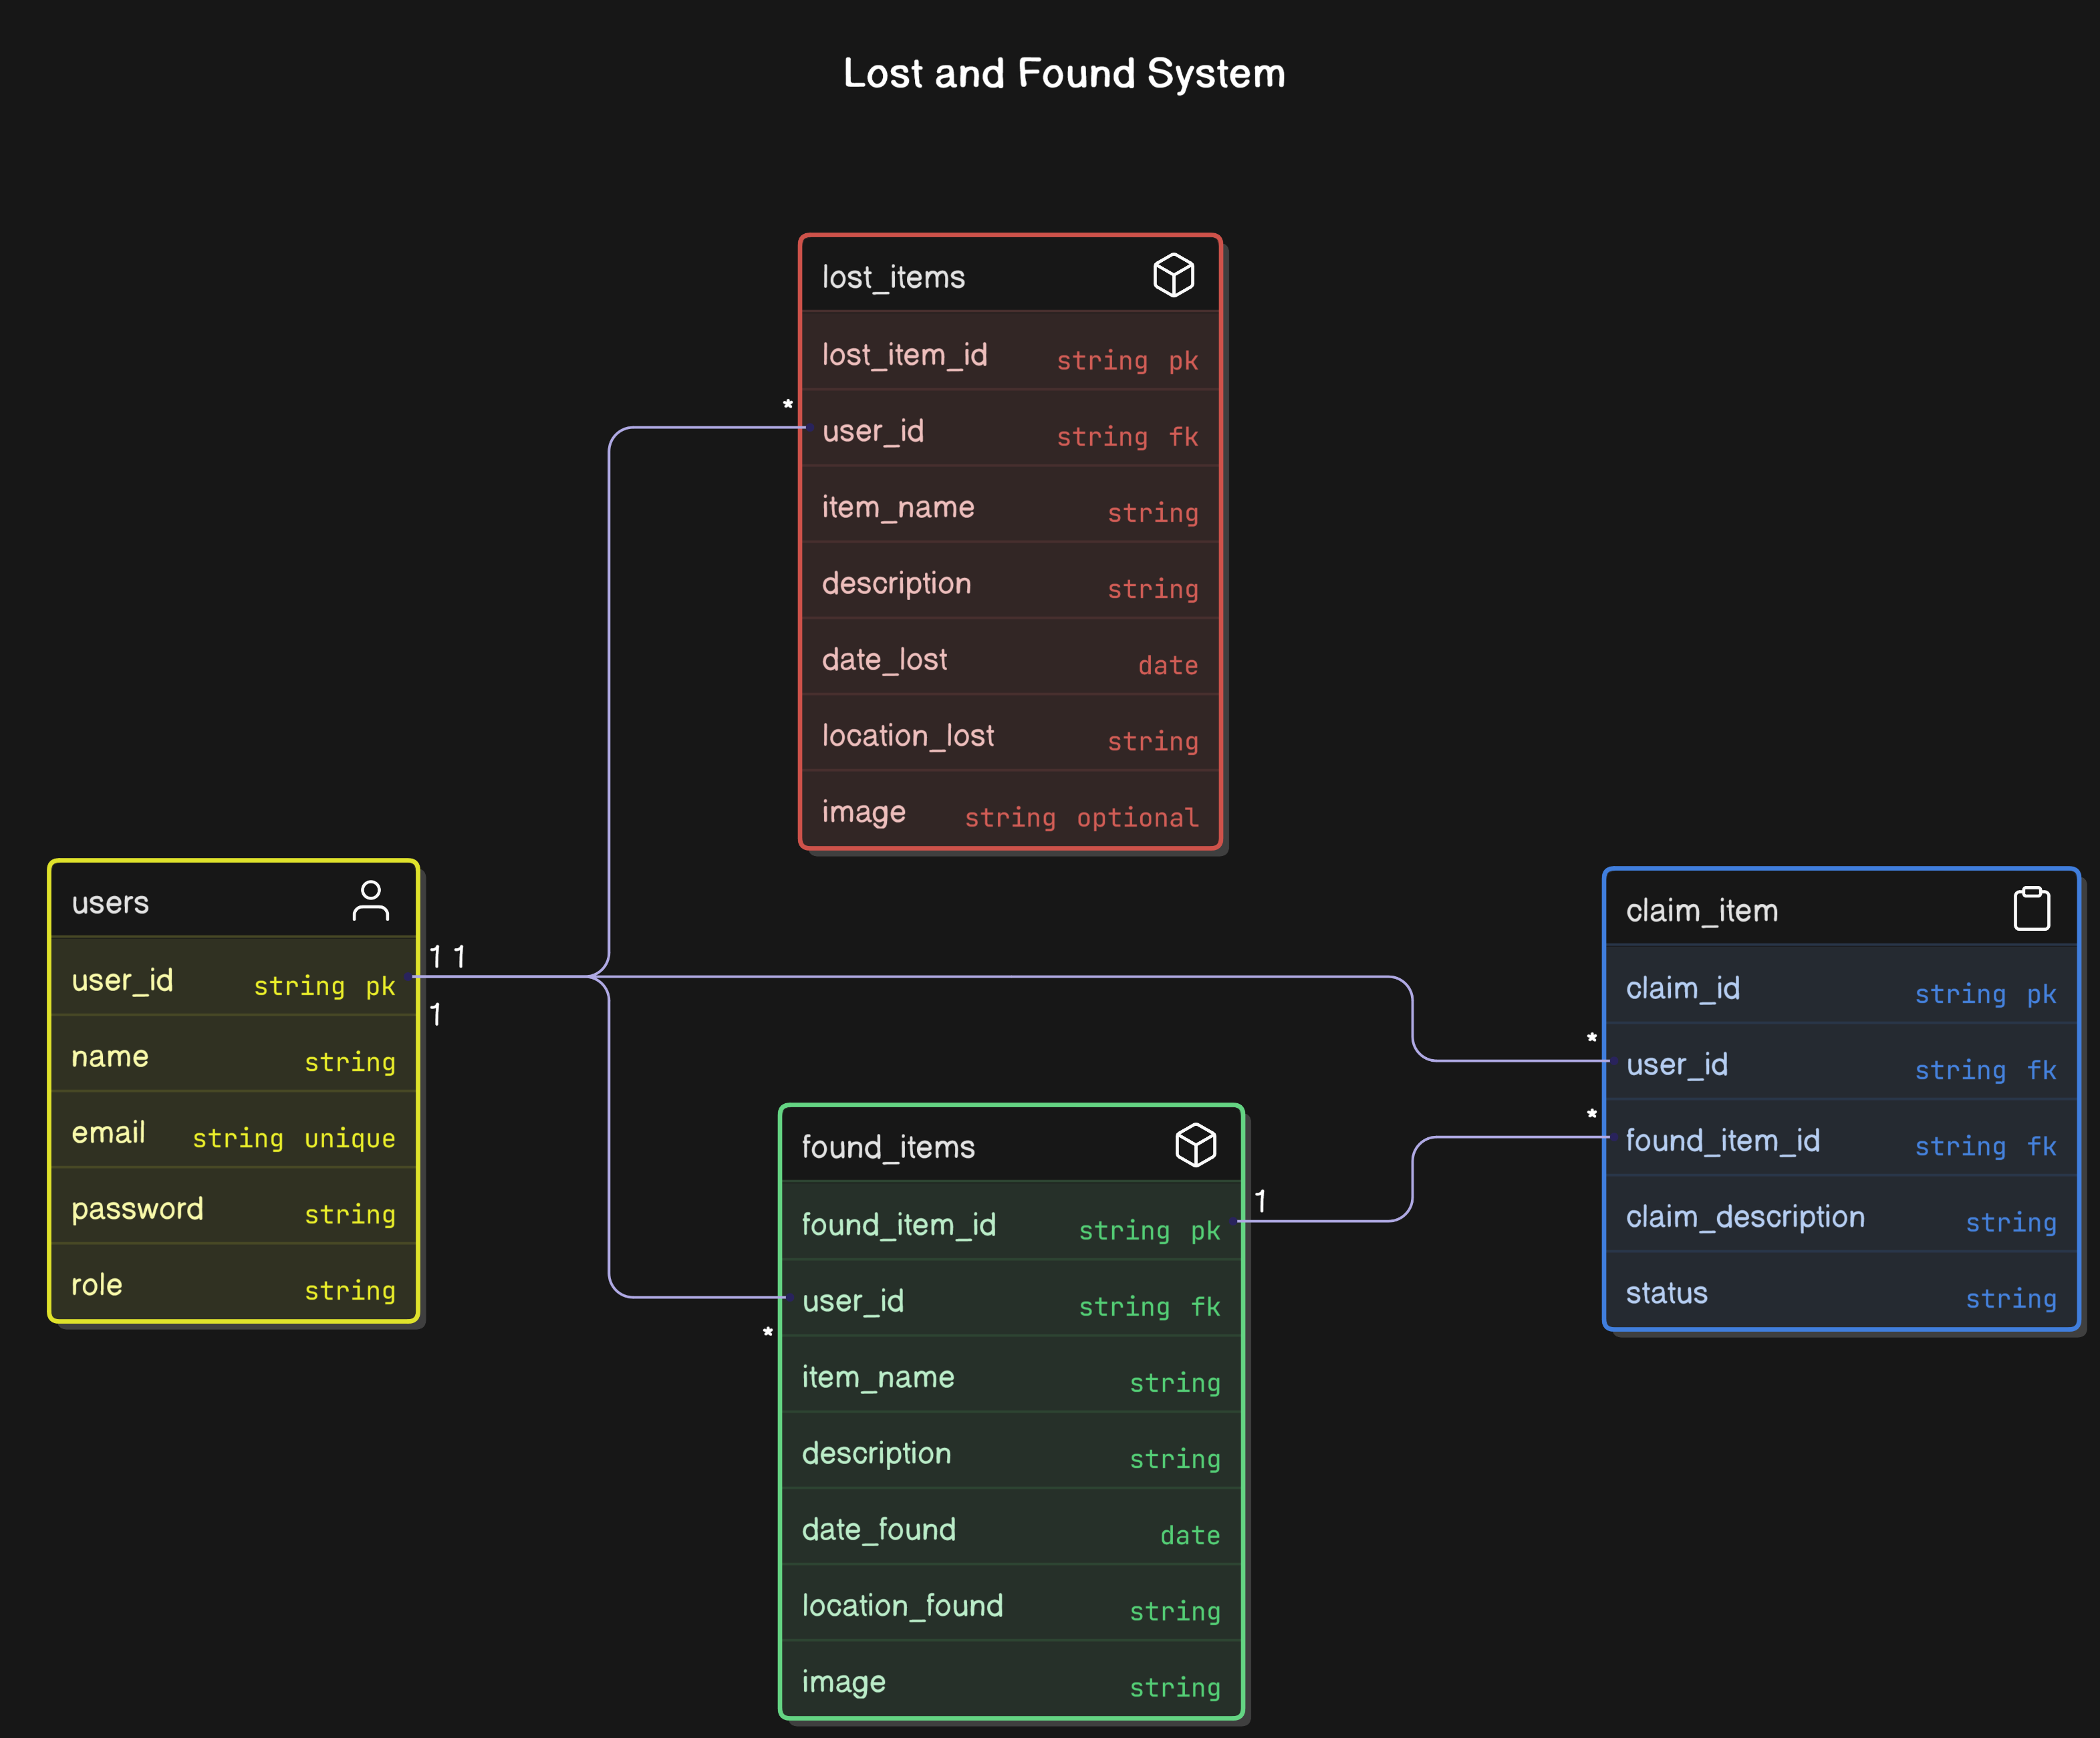 Lost and Found System
lost_items
lost_item_id string pk
* user_id string fk
item_name string
description string
date_lost date
location_lost string
image string optional
users
1 1
user_id string pk
1
name string
email string unique
password string
role string
found_items
1
found_item_id string pk
user_id string fk
*
item_name string
description string
date_found date
location_found string
image string
claim_item
claim_id string pk
*
user_id string fk
*
found_item_id string fk
claim_description string
status string